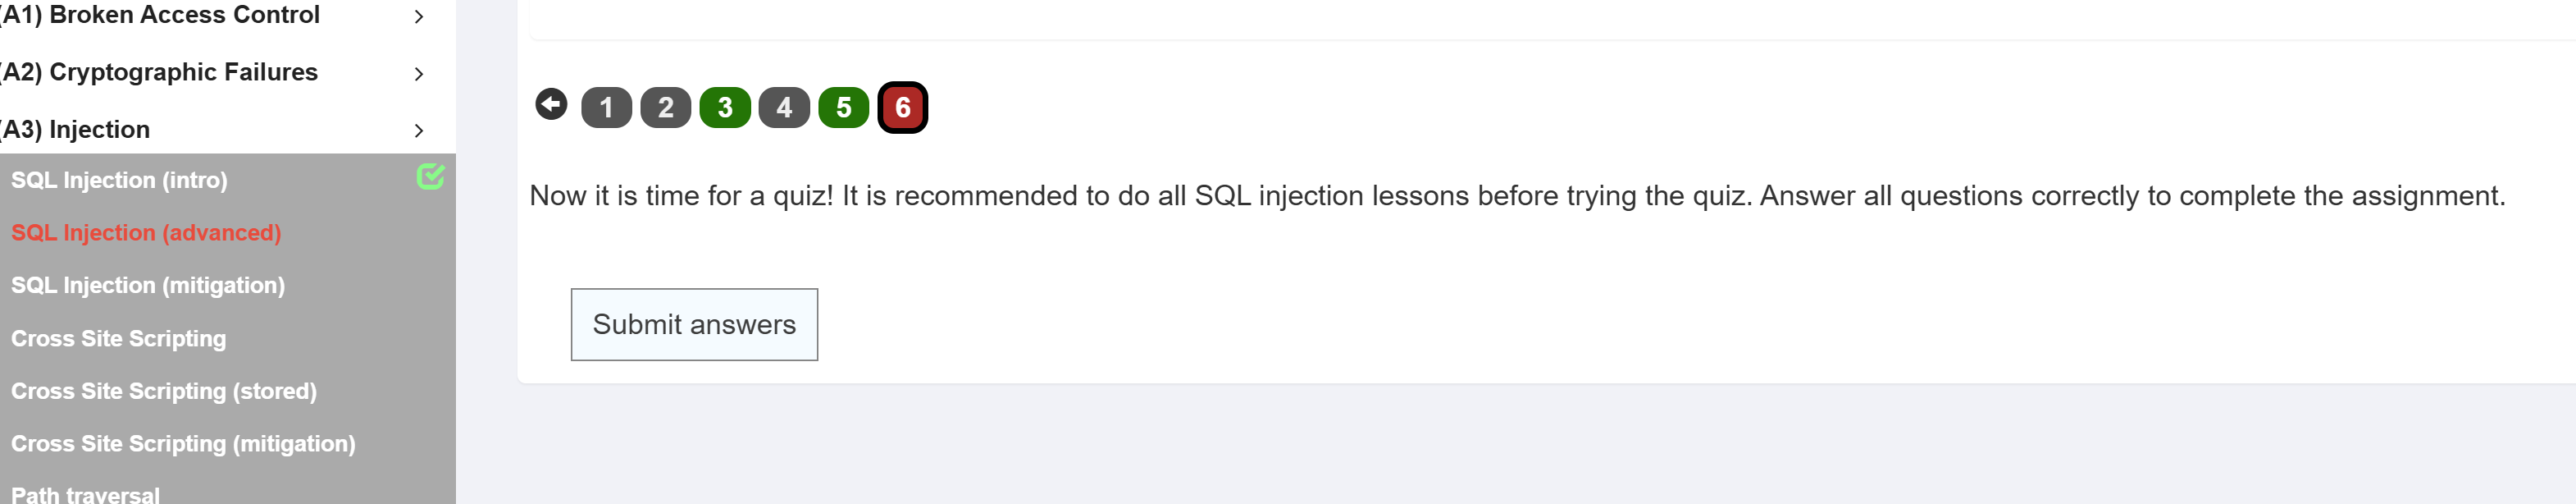 (A1) Broken Access Control
(A2) Cryptographic Failures
(A3) Injection
SQL Injection (intro)
SQL Injection (advanced)
SQL Injection (mitigation)
Cross Site Scripting
Cross Site Scripting (stored)
Cross Site Scripting (mitigation)
Path traversal
1 2 3 4 5 6
Now it is time for a quiz! It is recommended to do all SQL injection lessons before trying the quiz. Answer all questions correctly to complete the assignment.
Submit answers